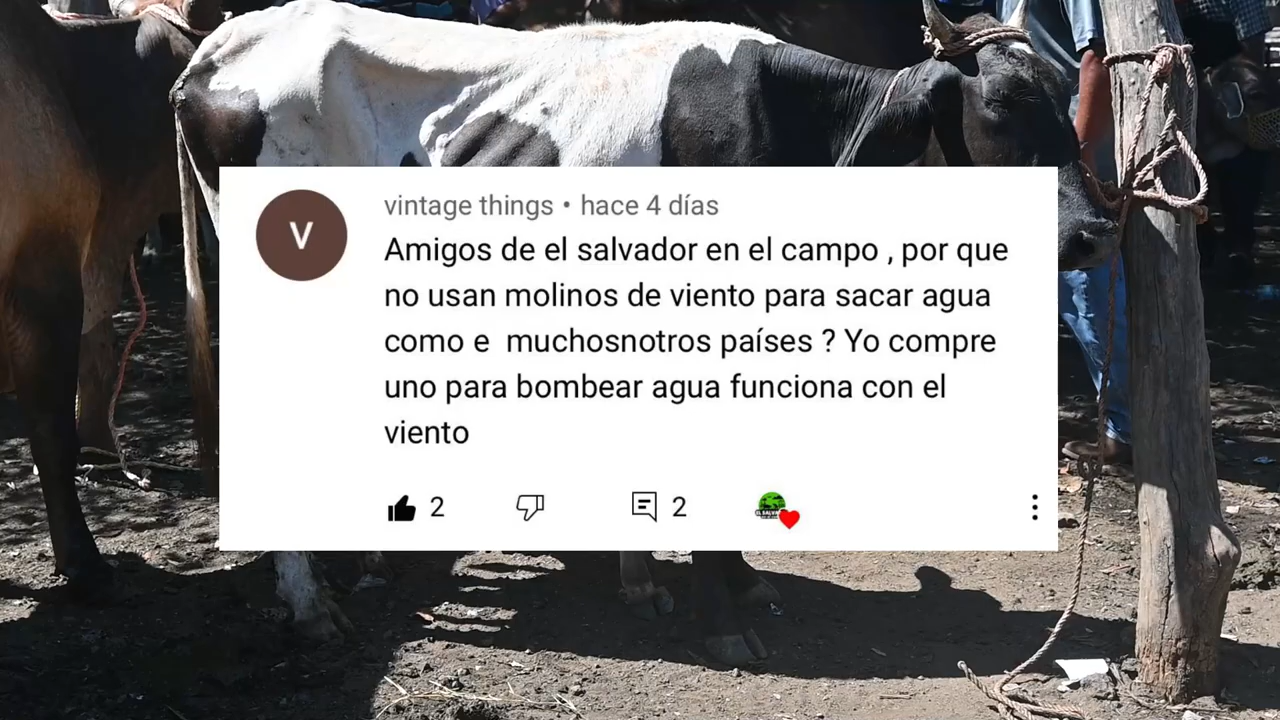 V
vintage things • hace 4 días
Amigos de el salvador en el campo , por que
no usan molinos de viento para sacar agua
como e  muchosnotros países ? Yo compre
uno para bombear agua funciona con el
viento
2
2